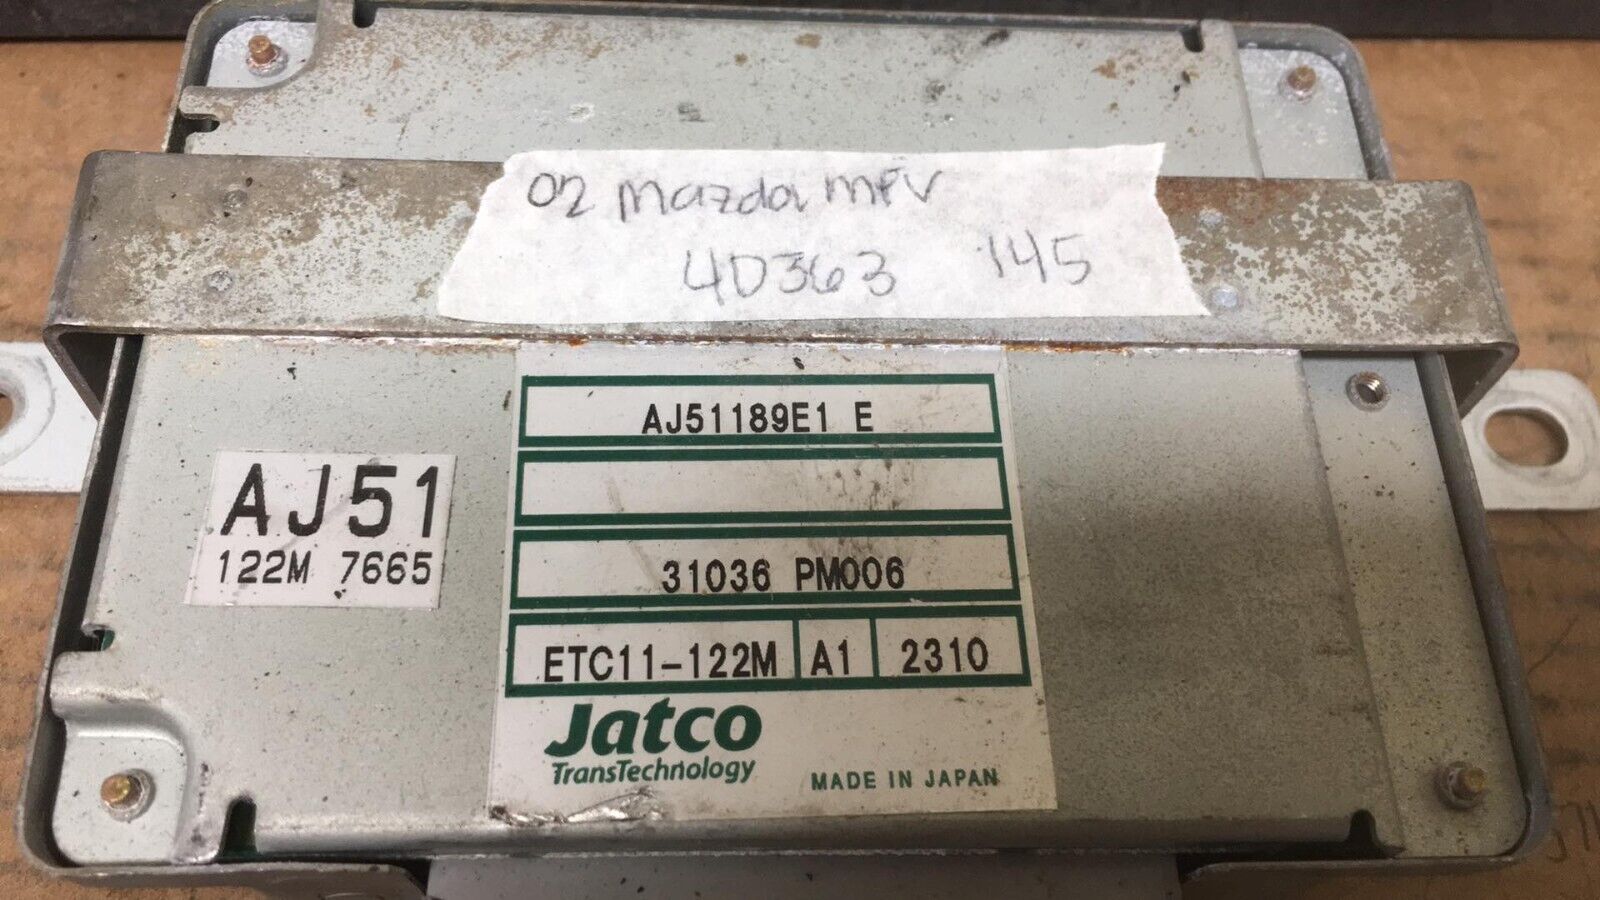 02 Mazda MPV
4D363 145
AJ51189E1 E
AJ51
122M 7665
31036 PM006
ETC11-122M A1 2310
Jatco
TransTechnology
MADE IN JAPAN